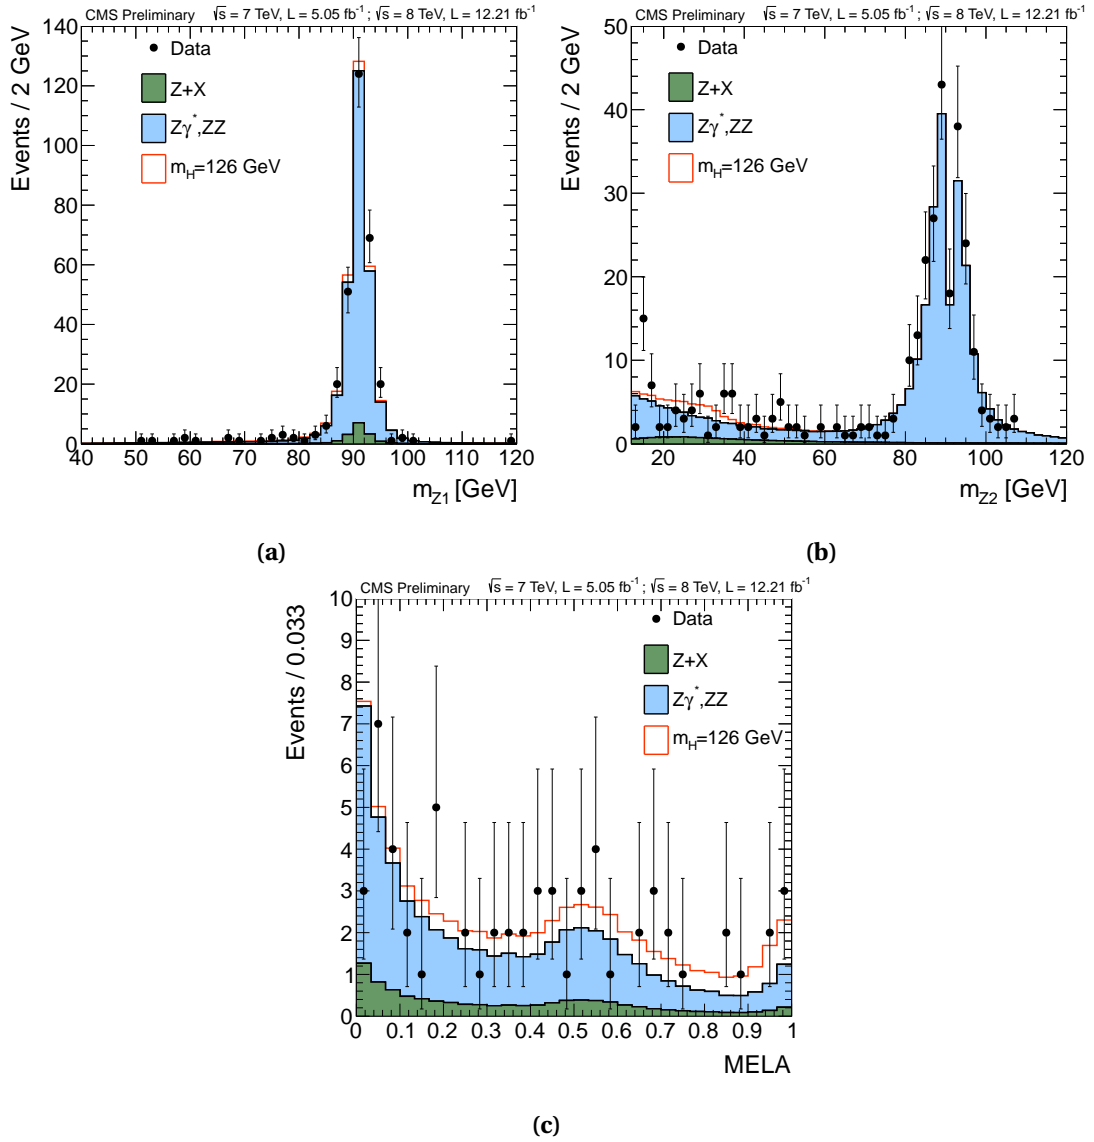 CMS Preliminary √s = 7 TeV, L = 5.05 fb⁻¹ ; √s = 8 TeV, L = 12.21 fb⁻¹
Events / 2 GeV
140
120
100
80
60
40
20
0
Data
Z+X
Zγ*,ZZ
m_H=126 GeV
40 50 60 70 80 90 100 110 120
m_Z1 [GeV]
(a)
CMS Preliminary √s = 7 TeV, L = 5.05 fb⁻¹ ; √s = 8 TeV, L = 12.21 fb⁻¹
Events / 2 GeV
50
40
30
20
10
0
Data
Z+X
Zγ*,ZZ
m_H=126 GeV
20 40 60 80 100 120
m_Z2 [GeV]
(b)
CMS Preliminary √s = 7 TeV, L = 5.05 fb⁻¹ ; √s = 8 TeV, L = 12.21 fb⁻¹
Events / 0.033
10
9
8
7
6
5
4
3
2
1
0
Data
Z+X
Zγ*,ZZ
m_H=126 GeV
0 0.1 0.2 0.3 0.4 0.5 0.6 0.7 0.8 0.9 1
MELA
(c)